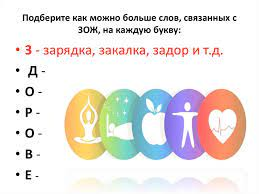 Подберите как можно больше слов, связанных с
ЗОЖ, на каждую букву:
• З - зарядка, закалка, задор и т.д.
• Д -
• О -
• Р -
• О -
• В -
• Е -